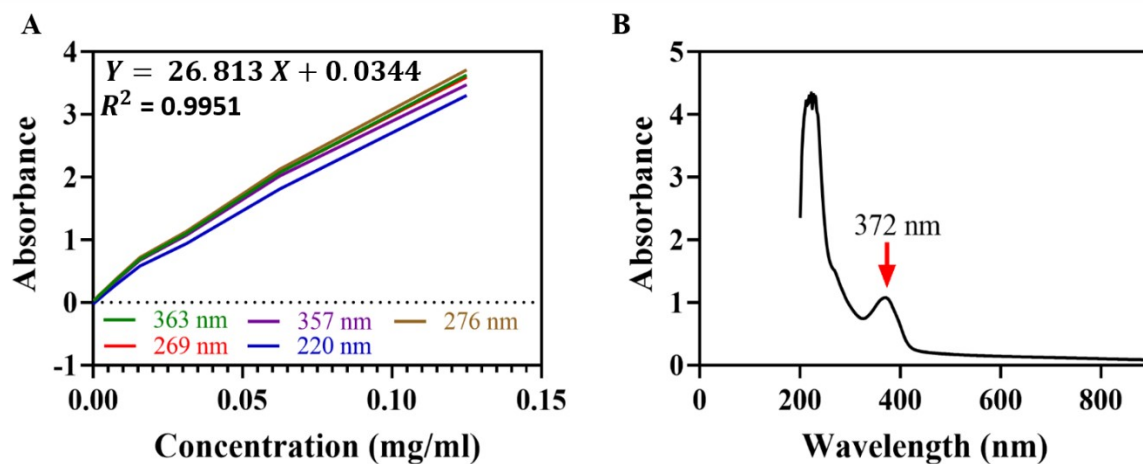 A
Absorbance
4
3
2
1
0
-1
Y = 26.813 X + 0.0344
R² = 0.9951
363 nm 357 nm 276 nm
269 nm 220 nm
0.00 0.05 0.10 0.15
Concentration (mg/ml)
B
Absorbance
5
4
3
2
1
0
372 nm
0 200 400 600 800
Wavelength (nm)